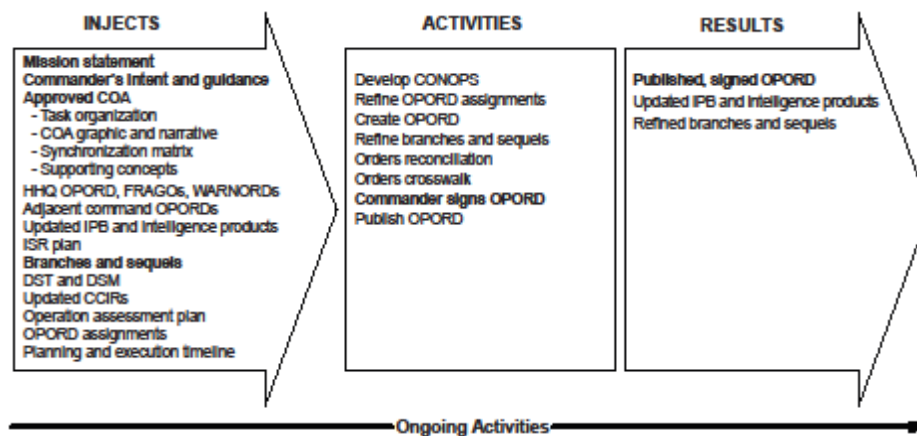 INJECTS
Mission statement
Commander's intent and guidance
Approved COA
- Task organization
- COA graphic and narrative
- Synchronization matrix
- Supporting concepts
HHQ OPORD, FRAGOs, WARNORDs
Adjacent command OPORDs
Updated IPB and intelligence products
ISR plan
Branches and sequels
DST and DSM
Updated CCIRs
Operation assessment plan
OPORD assignments
Planning and execution timeline
ACTIVITIES
Develop CONOPS
Refine OPORD assignments
Create OPORD
Refine branches and sequels
Orders reconciliation
Orders crosswalk
Commander signs OPORD
Publish OPORD
RESULTS
Published, signed OPORD
Updated IPB and intelligence products
Refined branches and sequels
Ongoing Activities